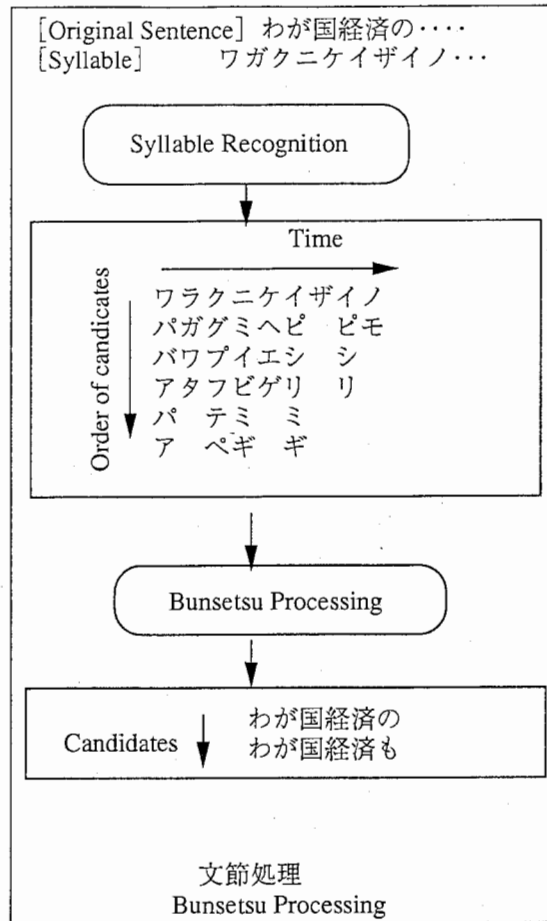 [Original Sentence] わが国経済の・・・・
[Syllable] ワガクニケイザイノ・・・
Syllable Recognition
Time
Order of candicates
ワラクニケイザイノ
パガグミヘピ ピモ
バワプイエシ シ
アタフビゲリ リ
パ テミ ミ
ア ペギ ギ
Bunsetsu Processing
Candidates
わが国経済の
わが国経済も
文節処理
Bunsetsu Processing